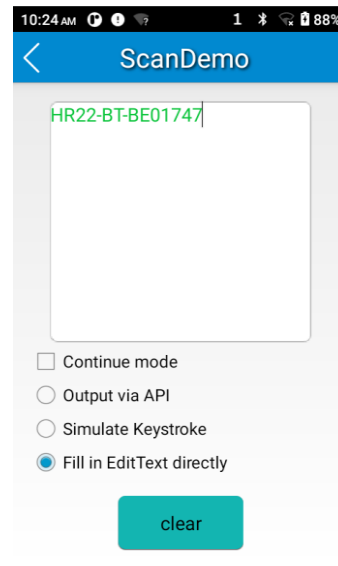 10:24 AM 1 88%
ScanDemo
HR22-BT-BE01747
Continue mode
Output via API
Simulate Keystroke
Fill in EditText directly
clear